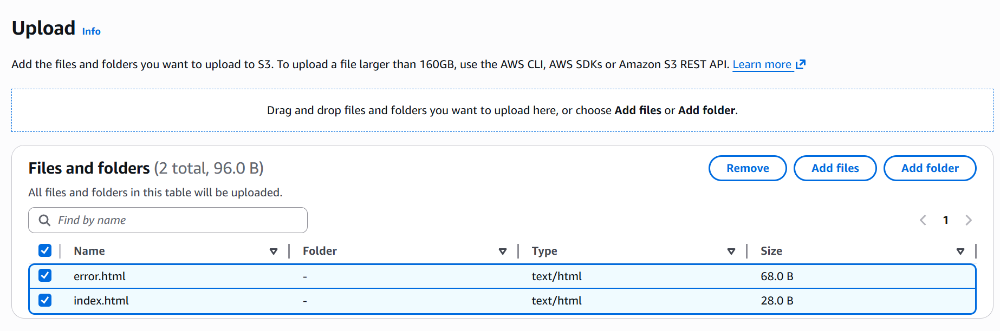 Upload Info
Add the files and folders you want to upload to S3. To upload a file larger than 160GB, use the AWS CLI, AWS SDKs or Amazon S3 REST API. Learn more
Drag and drop files and folders you want to upload here, or choose Add files or Add folder.
Files and folders (2 total, 96.0 B)
Remove Add files Add folder
All files and folders in this table will be uploaded.
Find by name
1
Name Folder Type Size
error.html - text/html 68.0 B
index.html - text/html 28.0 B